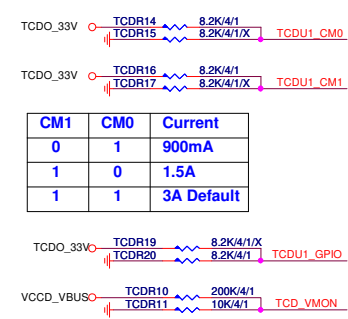 TCDO_33V TCDR14 8.2K/4/1
TCDR15 8.2K/4/1/X TCDU1_CM0
TCDO_33V TCDR16 8.2K/4/1
TCDR17 8.2K/4/1/X TCDU1_CM1
CM1 CM0 Current
0 1 900mA
1 0 1.5A
1 1 3A Default
TCDO_33V TCDR19 8.2K/4/1/X
TCDR20 8.2K/4/1 TCDU1_GPIO
VCCD_VBUS TCDR10 200K/4/1
TCDR11 10K/4/1 TCD_VMON